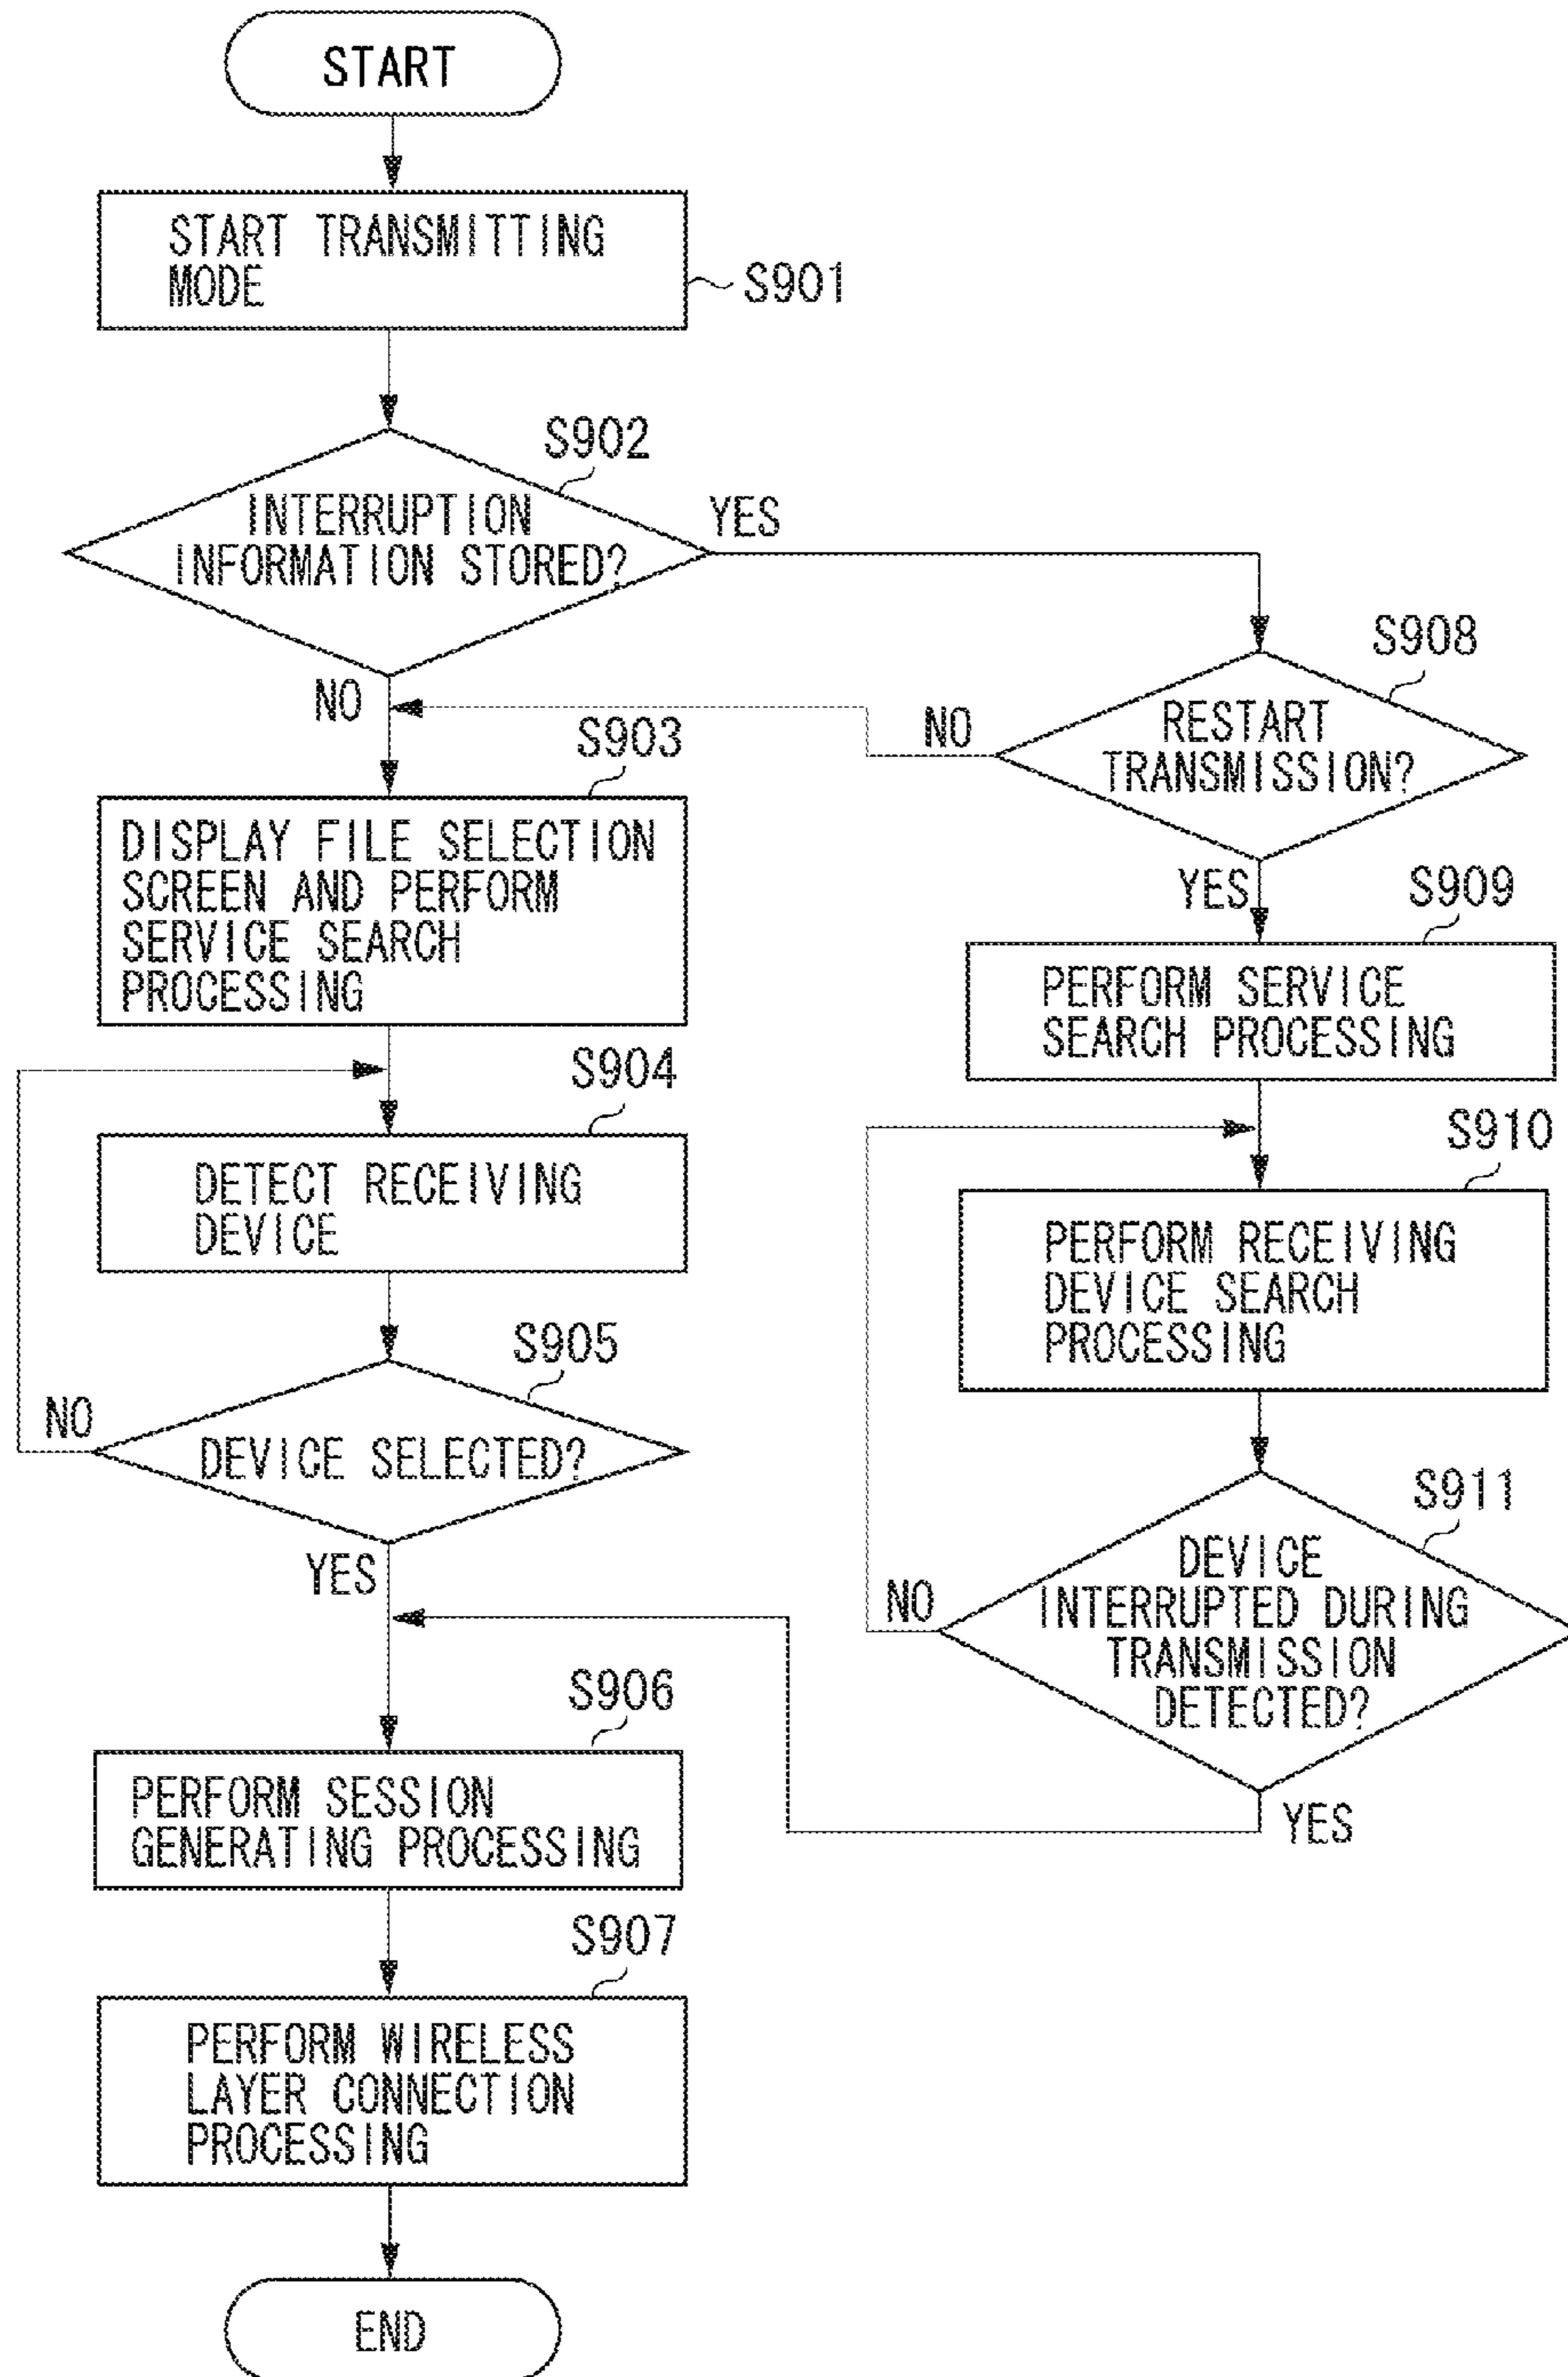 START
START TRANSMITTING
MODE
S901
S902
INTERRUPTION
INFORMATION STORED?
YES
NO
S908
RESTART
TRANSMISSION?
NO
YES
S903
DISPLAY FILE SELECTION
SCREEN AND PERFORM
SERVICE SEARCH
PROCESSING
S909
PERFORM SERVICE
SEARCH PROCESSING
S904
DETECT RECEIVING
DEVICE
S910
PERFORM RECEIVING
DEVICE SEARCH
PROCESSING
S905
DEVICE SELECTED?
NO
YES
S911
DEVICE
INTERRUPTED DURING
TRANSMISSION
DETECTED?
NO
YES
S906
PERFORM SESSION
GENERATING PROCESSING
S907
PERFORM WIRELESS
LAYER CONNECTION
PROCESSING
END